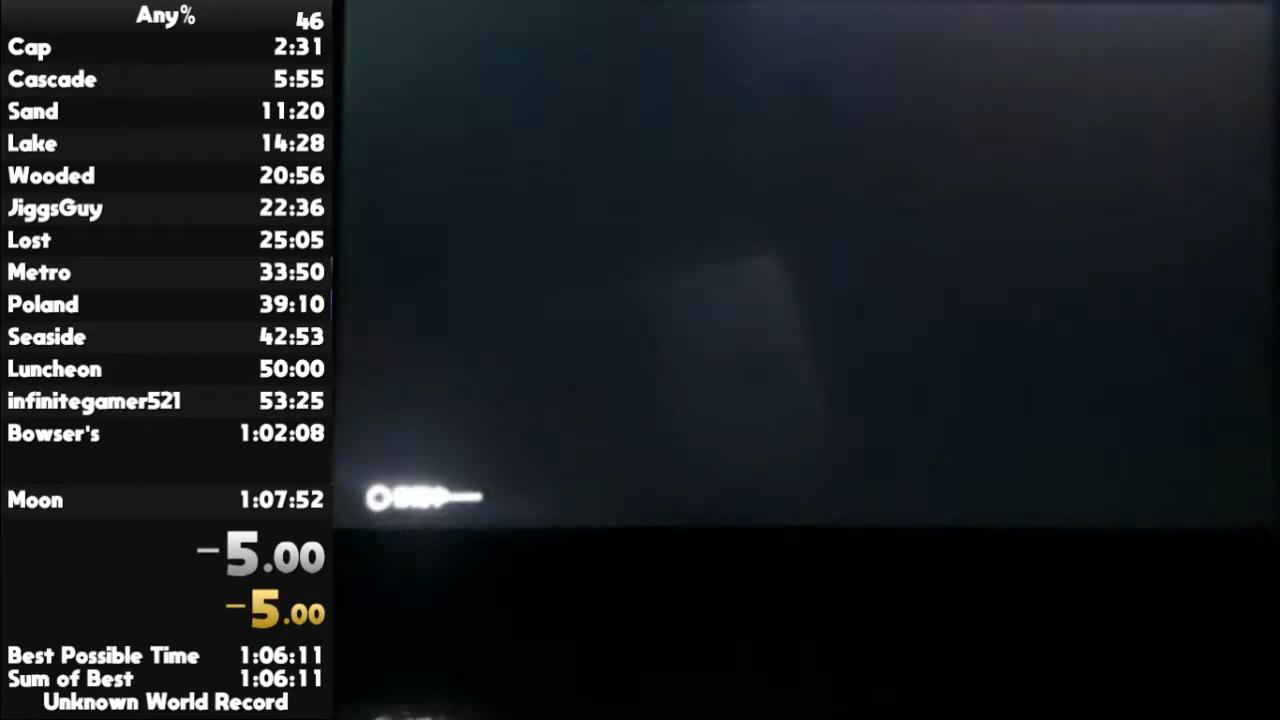 Any%
46
Cap 2:31
Cascade 5:55
Sand 11:20
Lake 14:28
Wooded 20:56
JiggsGuy 22:36
Lost 25:05
Metro 33:50
Poland 39:10
Seaside 42:53
Luncheon 50:00
infinitegamer521 53:25
Bowser's 1:02:08
Moon 1:07:52
−5.00
−5.00
Best Possible Time 1:06:11
Sum of Best 1:06:11
Unknown World Record